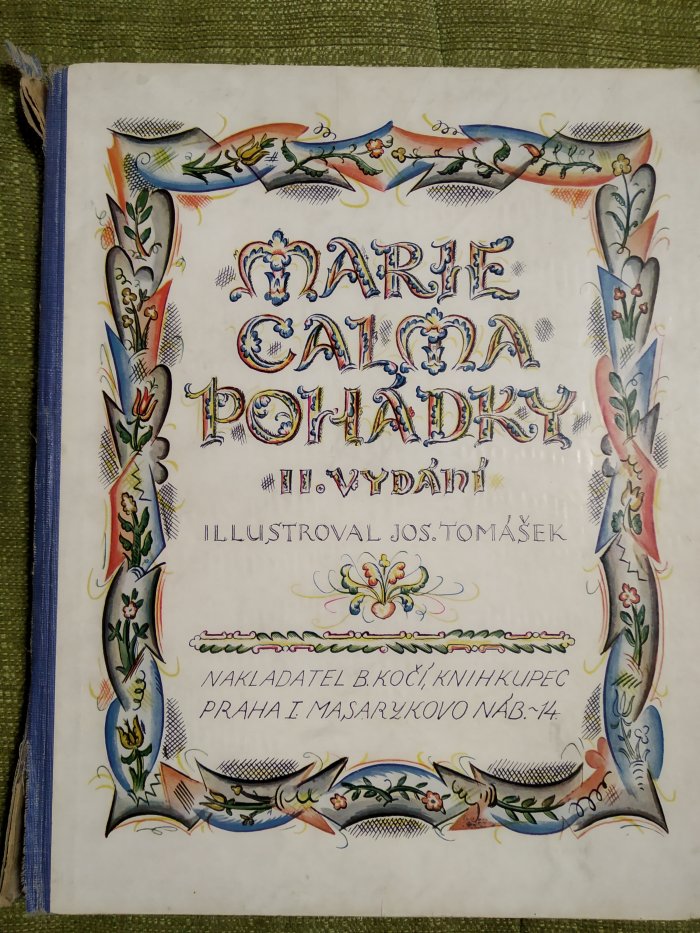 MARIE
CALMA
POHÁDKY
II. VYDÁNÍ
ILLUSTROVAL JOS. TOMÁŠEK
NAKLADATEL B. KOČÍ, KNIHKUPEC
PRAHA I MASARYKOVO NÁB.~14.